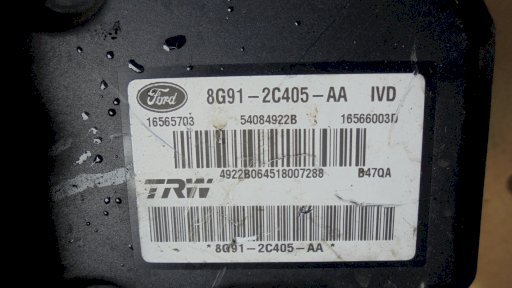 Ford 8G91-2C405-AA IVD
16565703 54084922B 16566003D
4922B064518007288 B47QA
TRW
*8G91-2C405-AA*